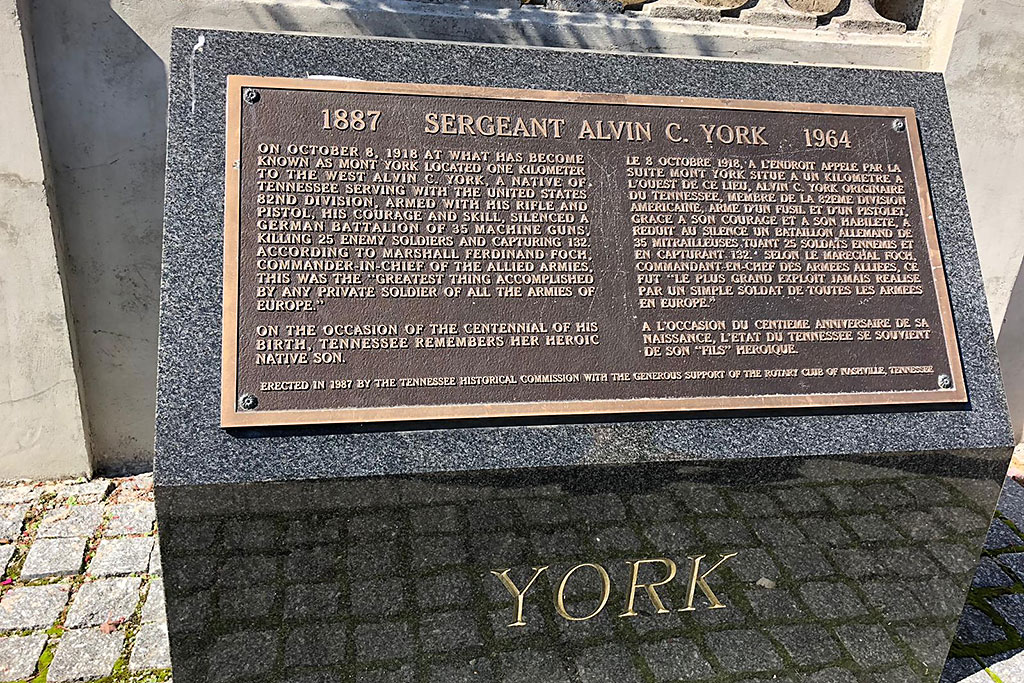 1887 SERGEANT ALVIN C. YORK 1964
ON OCTOBER 8, 1918 AT WHAT HAS BECOME
KNOWN AS MONT YORK LOCATED ONE KILOMETER
TO THE WEST ALVIN C. YORK, A NATIVE OF
TENNESSEE SERVING WITH THE UNITED STATES
82ND DIVISION, ARMED WITH HIS RIFLE AND
PISTOL, HIS COURAGE AND SKILL, SILENCED A
GERMAN BATTALION OF 35 MACHINE GUNS,
KILLING 25 ENEMY SOLDIERS AND CAPTURING 132.
ACCORDING TO MARSHALL FERDINAND FOCH,
COMMANDER-IN-CHIEF OF THE ALLIED ARMIES,
THIS WAS THE "GREATEST THING ACCOMPLISHED
BY ANY PRIVATE SOLDIER OF ALL THE ARMIES OF
EUROPE."
ON THE OCCASION OF THE CENTENNIAL OF HIS
BIRTH, TENNESSEE REMEMBERS HER HEROIC
NATIVE SON.
LE 8 OCTOBRE 1918, A L'ENDROIT APPELE PAR LA
SUITE MONT YORK SITUE A UN KILOMETRE A
L'OUEST DE CE LIEU, ALVIN C. YORK ORIGINAIRE
DU TENNESSEE, MEMBRE DE LA 82EME DIVISION
AMERICAINE, ARME D'UN FUSIL ET D'UN PISTOLET,
GRACE A SON COURAGE ET A SON HABILETE, A
REDUIT AU SILENCE UN BATAILLON ALLEMAND DE
35 MITRAILLEUSES, TUANT 25 SOLDATS ENNEMIS ET
EN CAPTURANT 132." SELON LE MARECHAL FOCH,
COMMANDANT-EN-CHEF DES ARMEES ALLIEES, CE
FUT "LE PLUS GRAND EXPLOIT JAMAIS REALISE
PAR UN SIMPLE SOLDAT DE TOUTES LES ARMEES
EN EUROPE."
A L'OCCASION DU CENTIEME ANNIVERSAIRE DE SA
NAISSANCE, L'ETAT DU TENNESSEE SE SOUVIENT
DE SON "FILS" HEROIQUE.
ERECTED IN 1987 BY THE TENNESSEE HISTORICAL COMMISSION WITH THE GENEROUS SUPPORT OF THE ROTARY CLUB OF NASHVILLE, TENNESSEE
YORK